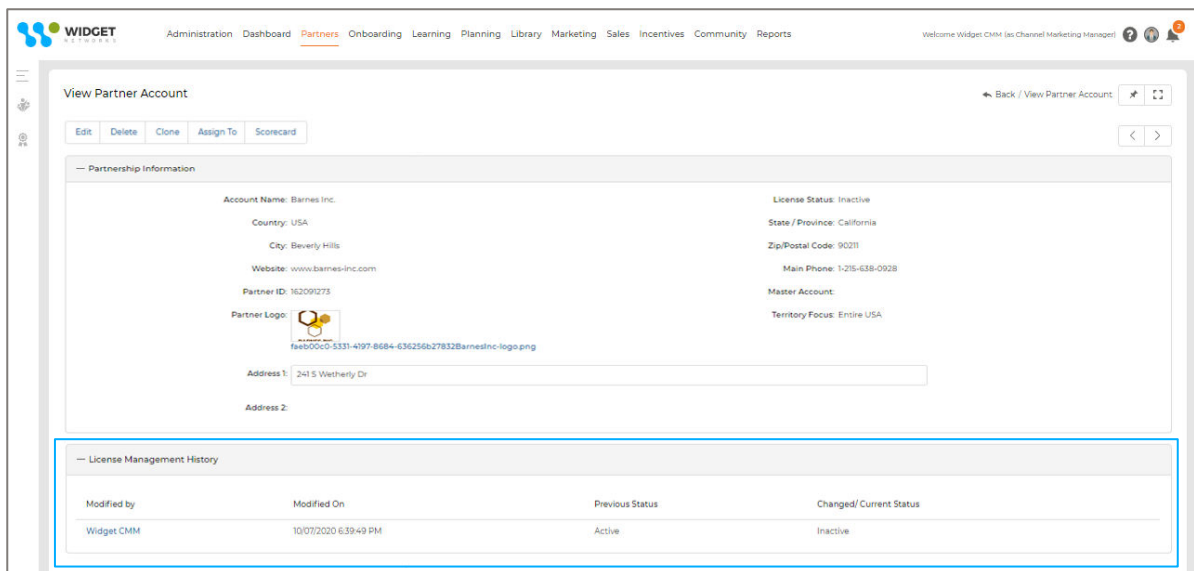 WIDGET
NETWORKS
Administration Dashboard Partners Onboarding Learning Planning Library Marketing Sales Incentives Community Reports
Welcome Widget CMM (as Channel Marketing Manager)
2
View Partner Account
Back / View Partner Account
Edit Delete Clone Assign To Scorecard
— Partnership Information
Account Name: Barnes Inc.
License Status: Inactive
Country: USA
State / Province: California
City: Beverly Hills
Zip/Postal Code: 90211
Website: www.barnes-inc.com
Main Phone: 1-215-638-0928
Partner ID: 162091273
Master Account:
Partner Logo:
Territory Focus: Entire USA
faeb00c0-5331-4197-8684-636256b27832BarnesInc-logo.png
Address 1: 241 S Wetherly Dr
Address 2:
— License Management History
Modified by Modified On Previous Status Changed/ Current Status
Widget CMM 10/07/2020 6:39:49 PM Active Inactive